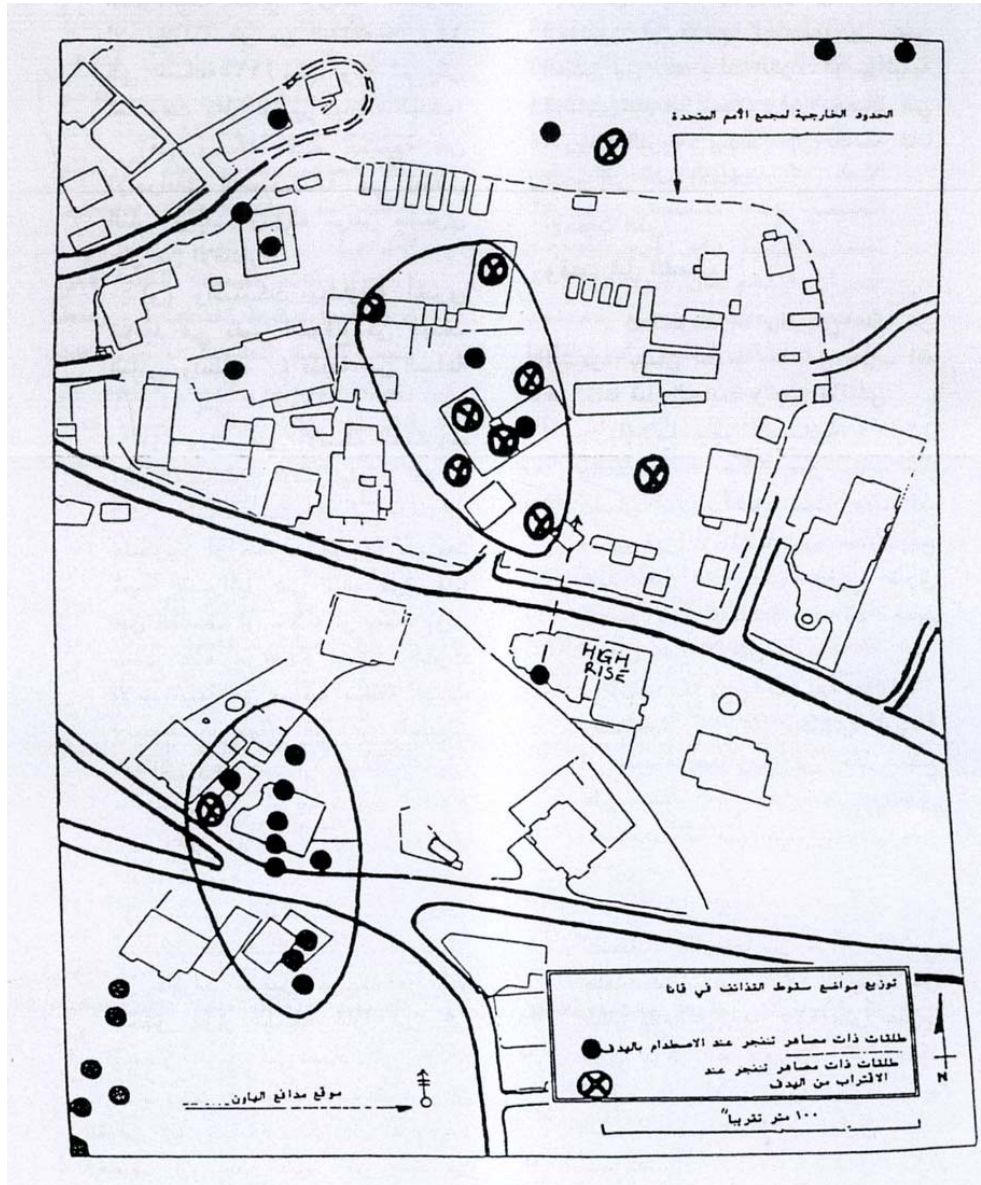 الحدود الخارجية لمجمع الأمم المتحدة
HGH
RISE
توزيع مواضع سقوط القذائف في قانا
طلقات ذات مصاهر تنفجر عند الاصطدام بالهدف
طلقات ذات مصاهر تنفجر عند
الاقتراب من الهدف
N
موقع مدافع الهاون
١٠٠ متر تقريبا"